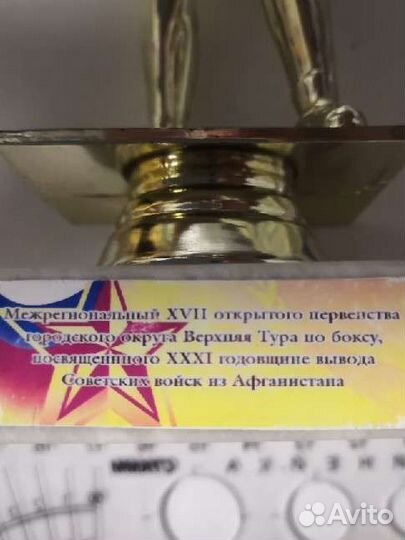 Межрегиональный XVII открытого первенства
городского округа Верхняя Тура по боксу,
посвященного XXXI годовщине вывода
Советских войск из Афганистана
Avito